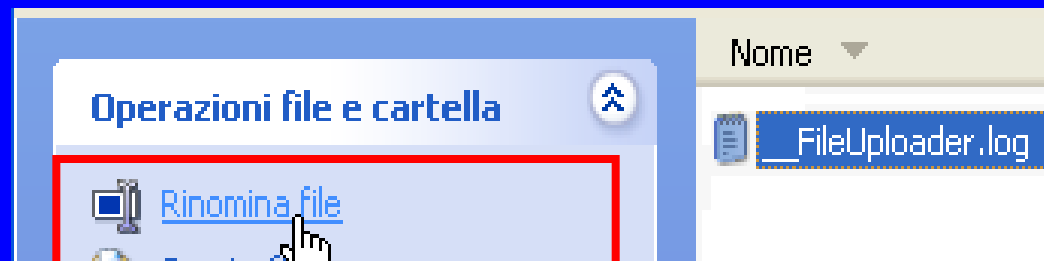 Nome
Operazioni file e cartella
__FileUploader.log
Rinomina file